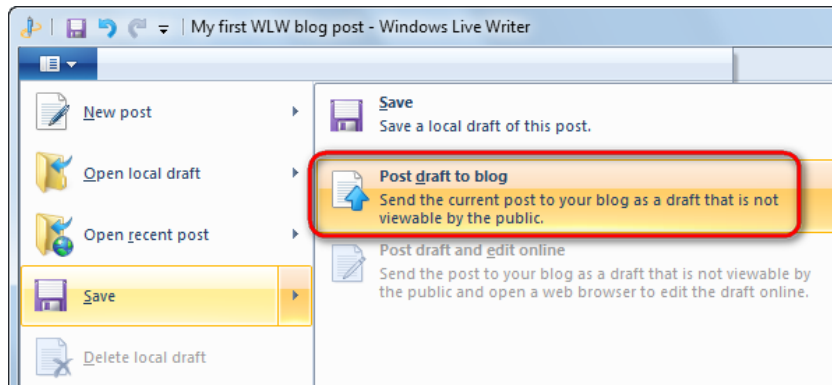 My first WLW blog post - Windows Live Writer
New post
Open local draft
Open recent post
Save
Delete local draft
Save
Save a local draft of this post.
Post draft to blog
Send the current post to your blog as a draft that is not
viewable by the public.
Post draft and edit online
Send the post to your blog as a draft that is not viewable by
the public and open a web browser to edit the draft online.